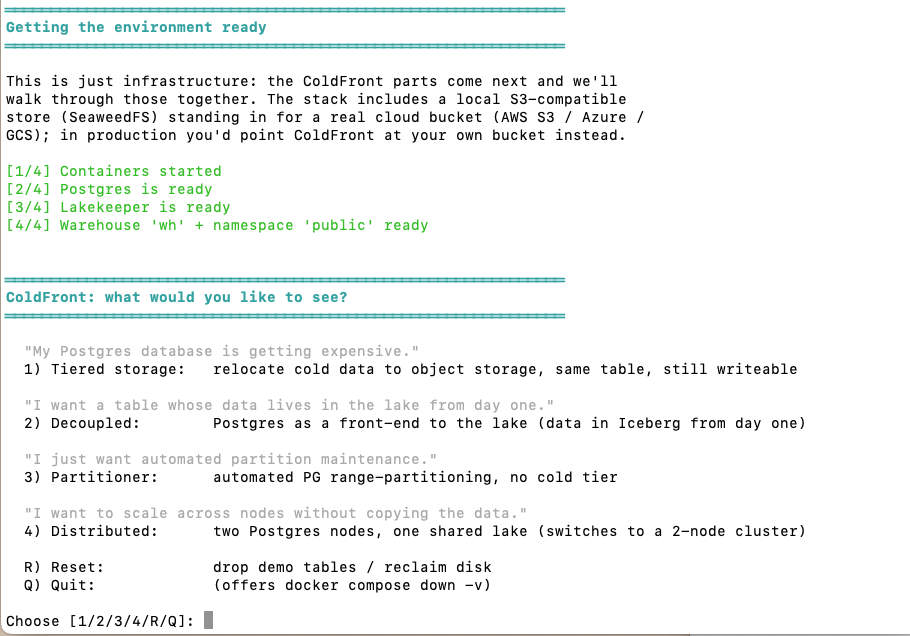 Getting the environment ready
This is just infrastructure: the ColdFront parts come next and we'll
walk through those together. The stack includes a local S3-compatible
store (SeaweedFS) standing in for a real cloud bucket (AWS S3 / Azure /
GCS); in production you'd point ColdFront at your own bucket instead.
[1/4] Containers started
[2/4] Postgres is ready
[3/4] Lakekeeper is ready
[4/4] Warehouse 'wh' + namespace 'public' ready
ColdFront: what would you like to see?
"My Postgres database is getting expensive."
1) Tiered storage: relocate cold data to object storage, same table, still writeable
"I want a table whose data lives in the lake from day one."
2) Decoupled: Postgres as a front-end to the lake (data in Iceberg from day one)
"I just want automated partition maintenance."
3) Partitioner: automated PG range-partitioning, no cold tier
"I want to scale across nodes without copying the data."
4) Distributed: two Postgres nodes, one shared lake (switches to a 2-node cluster)
R) Reset: drop demo tables / reclaim disk
Q) Quit: (offers docker compose down -v)
Choose [1/2/3/4/R/Q]: